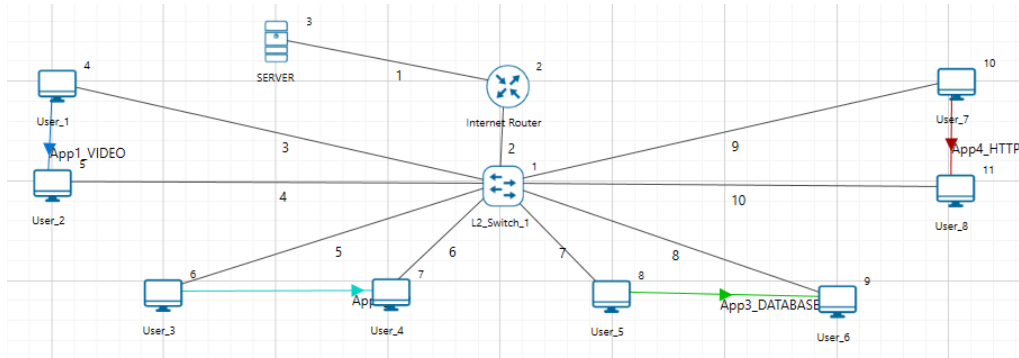 3
SERVER
1
2
Internet Router
4
User_1
10
User_7
App1_VIDEO
App4_HTTP
3
2
9
1
5
User_2
4
L2_Switch_1
10
11
User_8
5
6
7
8
6
User_3
App
7
User_4
8
User_5
App3_DATABASE
9
User_6